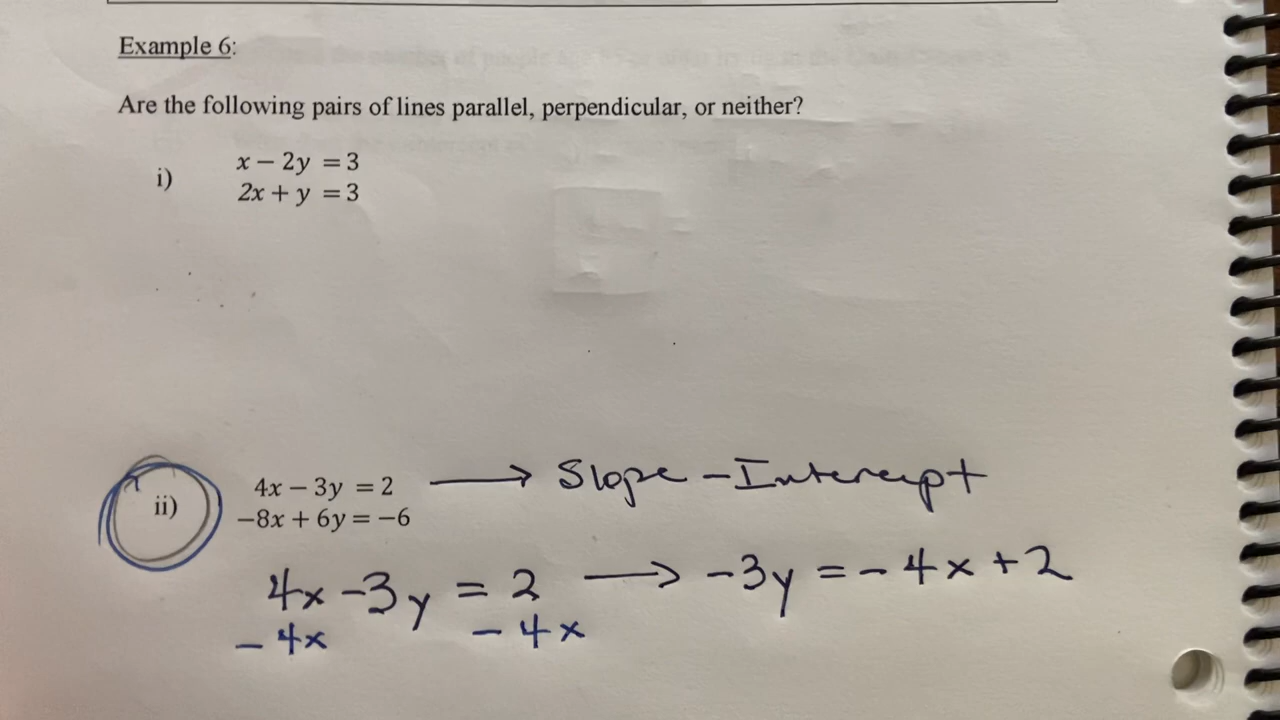 Example 6:
Are the following pairs of lines parallel, perpendicular, or neither?
i) x − 2y = 3
2x + y = 3
ii) 4x − 3y = 2 → Slope - Intercept
−8x + 6y = −6
4x - 3y = 2 → -3y = - 4x + 2
- 4x - 4x